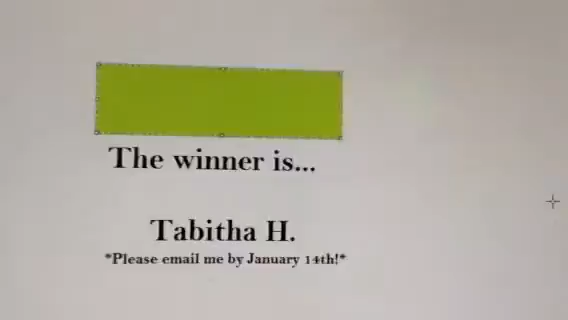 The winner is...
Tabitha H.
*Please email me by January 14th!*